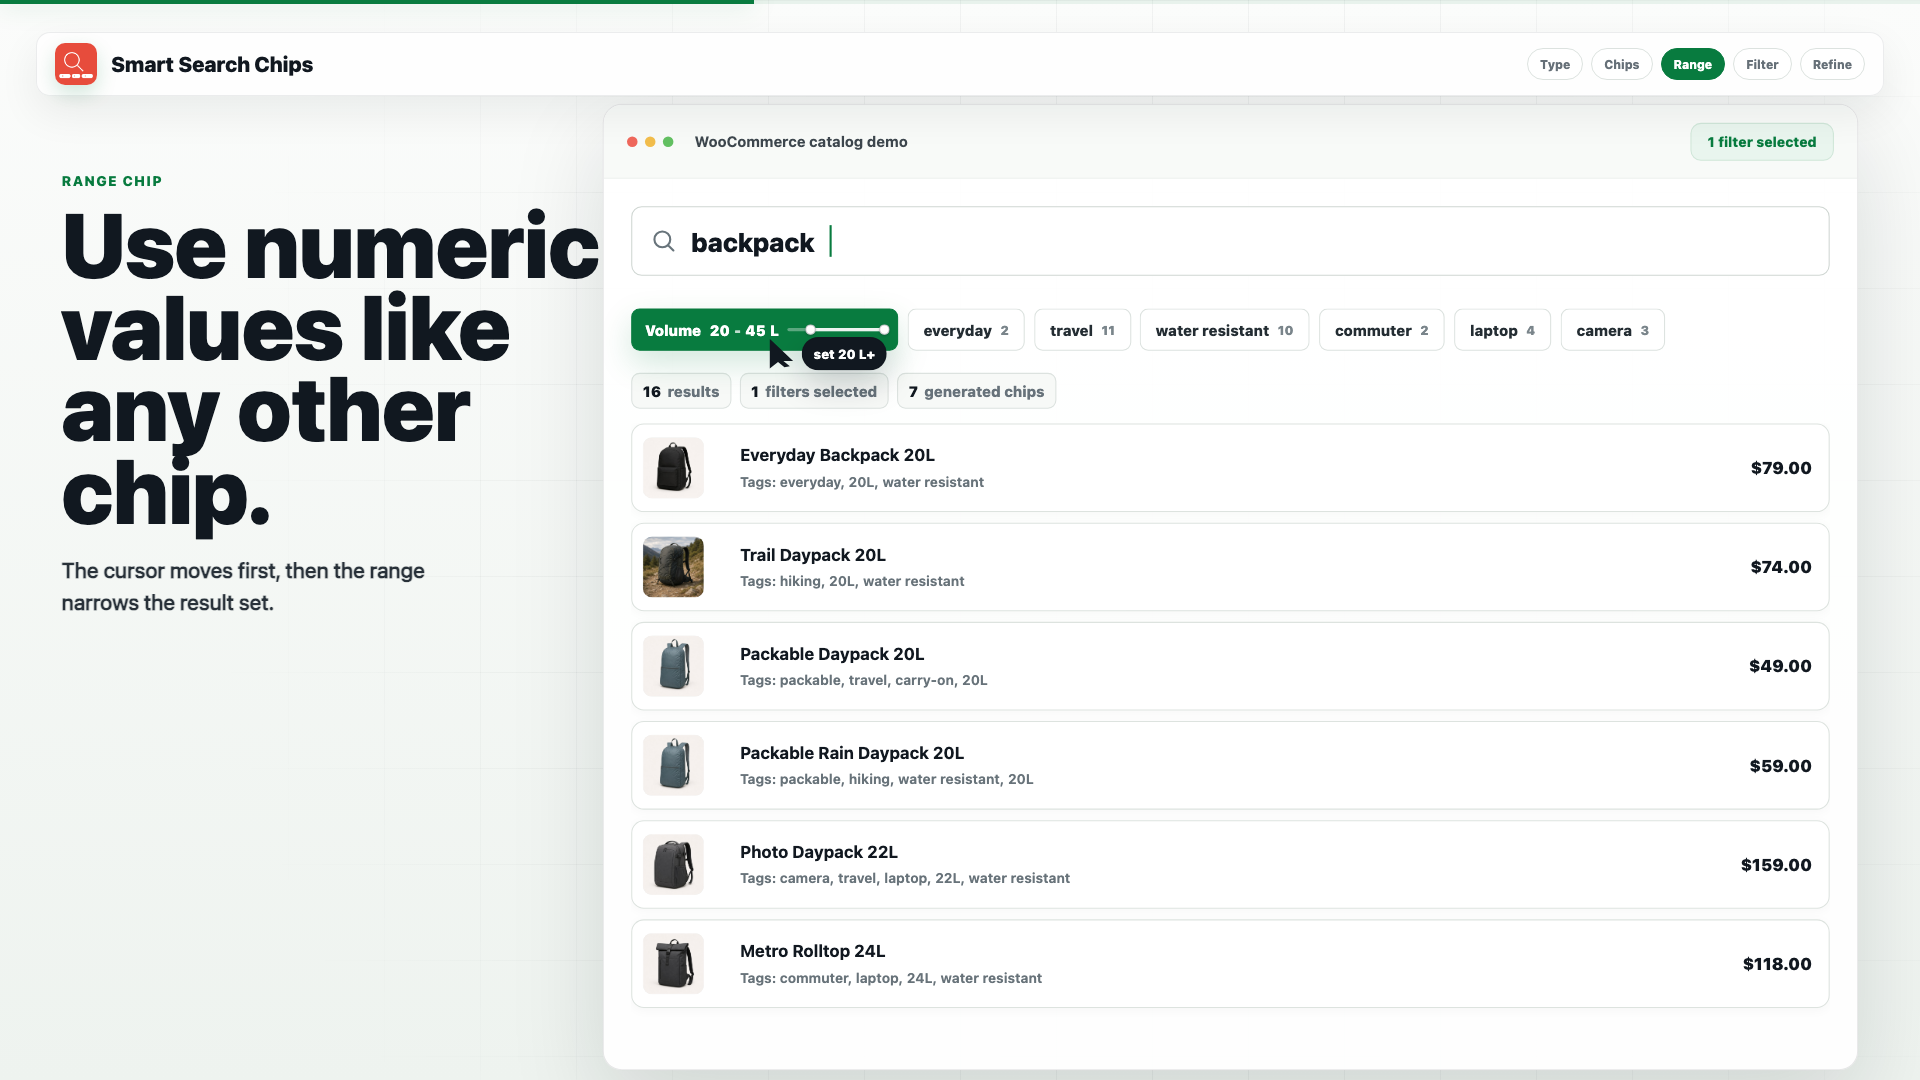 Smart Search Chips
Type
Chips
Range
Filter
Refine
RANGE CHIP
Use numeric
values like
any other
chip.
The cursor moves first, then the range
narrows the result set.
WooCommerce catalog demo
1 filter selected
backpack
Volume 20 - 45 L
everyday 2
travel 11
water resistant 10
commuter 2
laptop 4
camera 3
set 20 L+
16 results
1 filters selected
7 generated chips
Everyday Backpack 20L
Tags: everyday, 20L, water resistant
$79.00
Trail Daypack 20L
Tags: hiking, 20L, water resistant
$74.00
Packable Daypack 20L
Tags: packable, travel, carry-on, 20L
$49.00
Packable Rain Daypack 20L
Tags: packable, hiking, water resistant, 20L
$59.00
Photo Daypack 22L
Tags: camera, travel, laptop, 22L, water resistant
$159.00
Metro Rolltop 24L
Tags: commuter, laptop, 24L, water resistant
$118.00